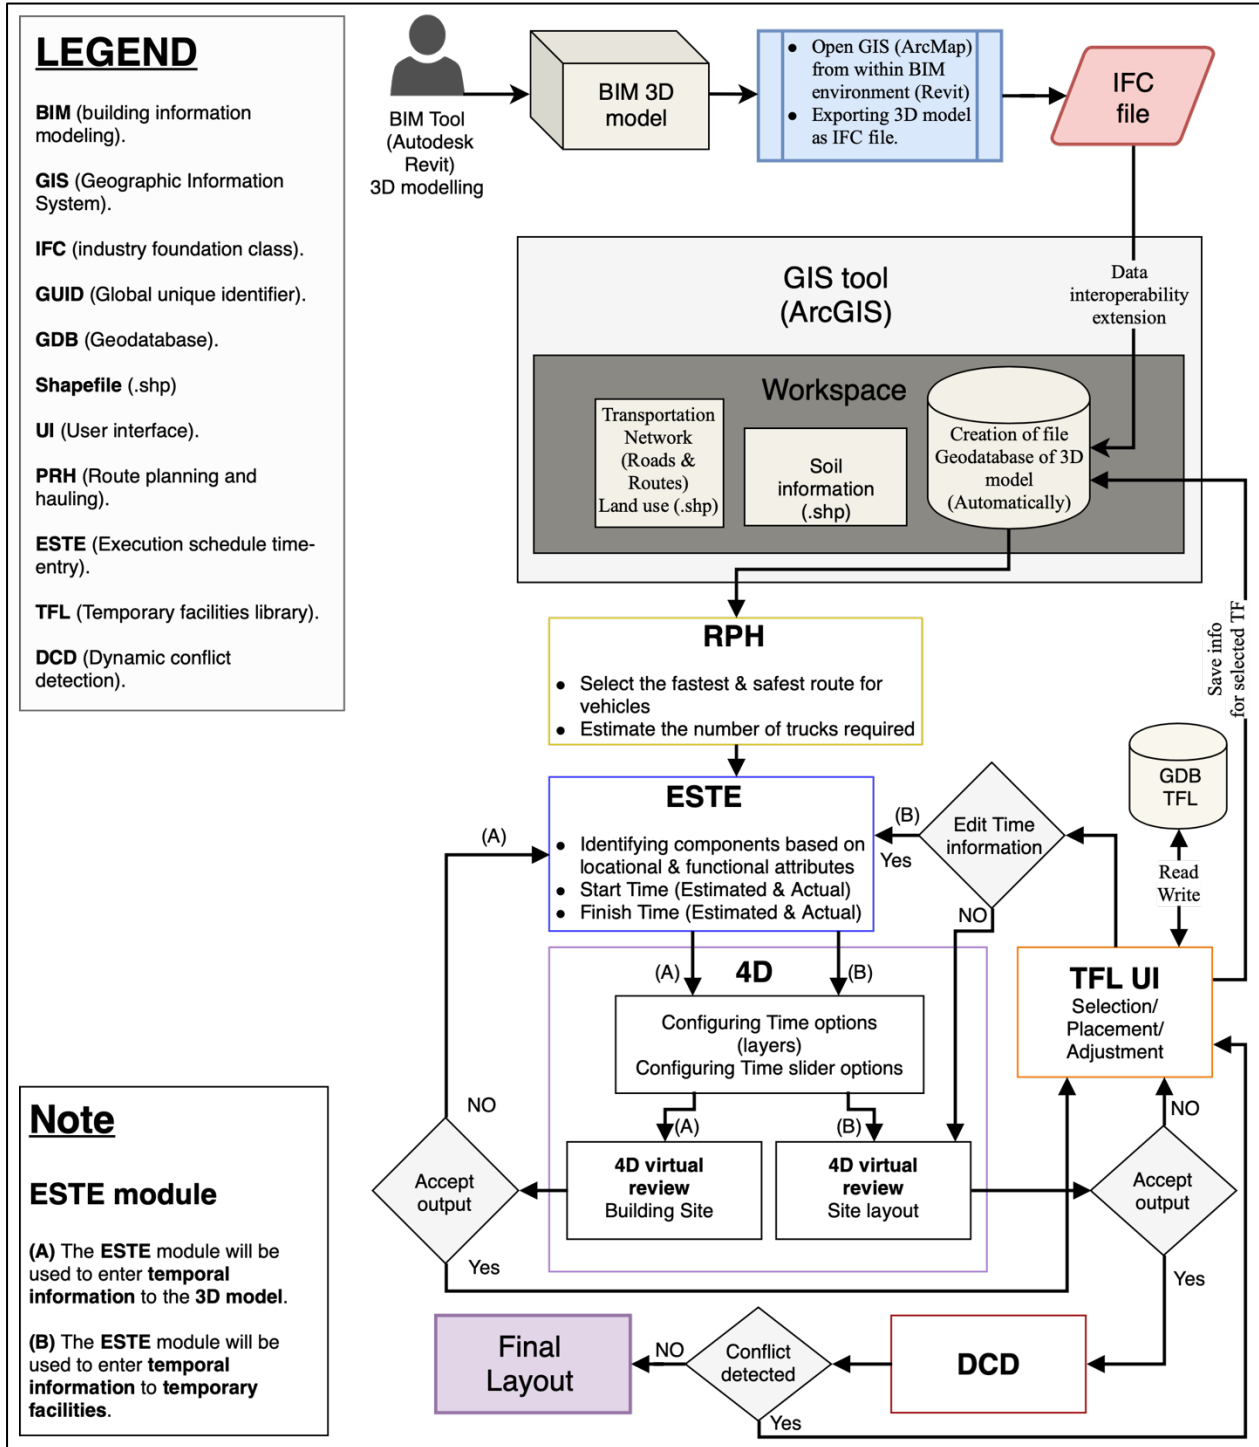 LEGEND
BIM (building information
modeling).
GIS (Geographic Information
System).
IFC (industry foundation class).
GUID (Global unique identifier).
GDB (Geodatabase).
Shapefile (.shp)
UI (User interface).
PRH (Route planning and
hauling).
ESTE (Execution schedule time-
entry).
TFL (Temporary facilities library).
DCD (Dynamic conflict
detection).
BIM Tool
(Autodesk
Revit)
3D modelling
BIM 3D
model
● Open GIS (ArcMap)
from within BIM
environment (Revit)
● Exporting 3D model
as IFC file.
IFC
file
Data
interoperability
extension
GIS tool
(ArcGIS)
Workspace
Transportation
Network
(Roads &
Routes)
Land use (.shp)
Soil
information
(.shp)
Creation of file
Geodatabase of 3D
model
(Automatically)
RPH
● Select the fastest & safest route for
vehicles
● Estimate the number of trucks required
Save info
for selected TF
GDB
TFL
Read
Write
ESTE
● Identifying components based on
locational & functional attributes
● Start Time (Estimated & Actual)
● Finish Time (Estimated & Actual)
(A)
(B)
Yes
Edit Time
information
NO
(A)
4D
(B)
Configuring Time options
(layers)
Configuring Time slider options
(A)
(B)
4D virtual
review
Building Site
4D virtual
review
Site layout
TFL UI
Selection/
Placement/
Adjustment
NO
Accept
output
Yes
NO
Accept
output
Yes
DCD
Conflict
detected
NO
Yes
Final
Layout
Note
ESTE module
(A) The ESTE module will be
used to enter temporal
information to the 3D model.
(B) The ESTE module will be
used to enter temporal
information to temporary
facilities.